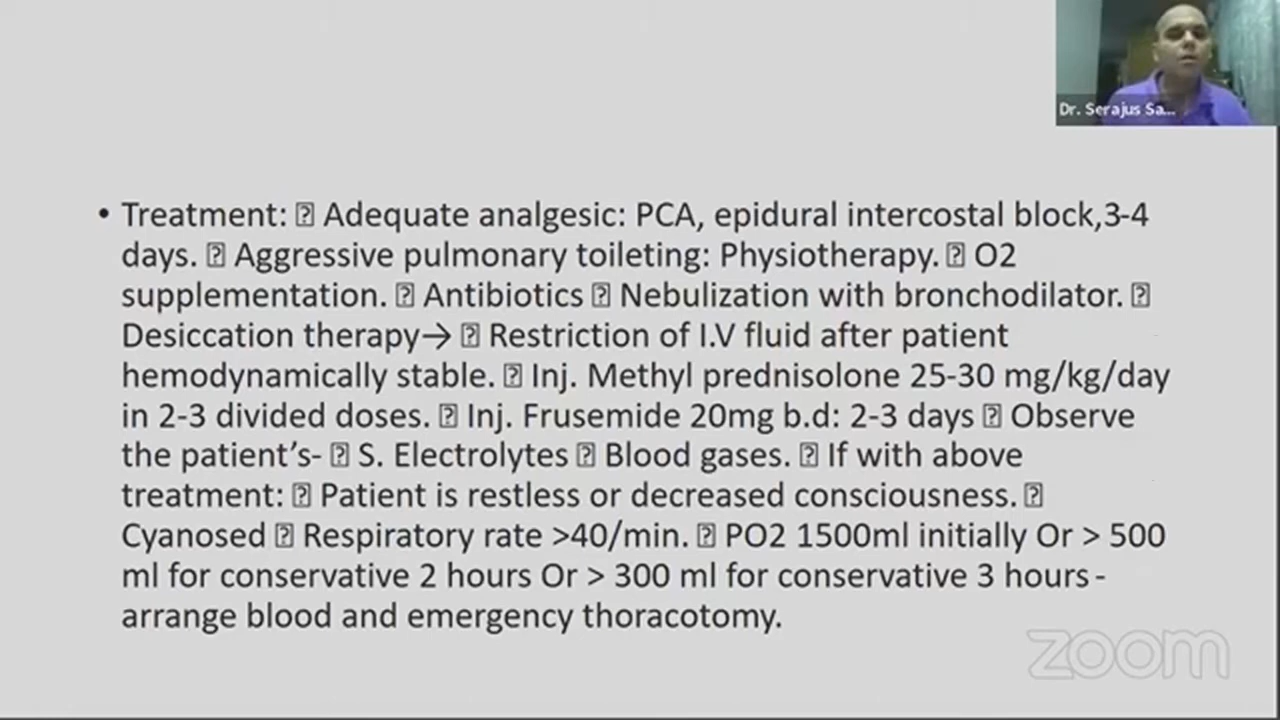 Dr. Serajus Sa...
• Treatment: ⍰ Adequate analgesic: PCA, epidural intercostal block,3-4
days. ⍰ Aggressive pulmonary toileting: Physiotherapy. ⍰ O2
supplementation. ⍰ Antibiotics ⍰ Nebulization with bronchodilator. ⍰
Desiccation therapy→ ⍰ Restriction of I.V fluid after patient
hemodynamically stable. ⍰ Inj. Methyl prednisolone 25-30 mg/kg/day
in 2-3 divided doses. ⍰ Inj. Frusemide 20mg b.d: 2-3 days ⍰ Observe
the patient’s- ⍰ S. Electrolytes ⍰ Blood gases. ⍰ If with above
treatment: ⍰ Patient is restless or decreased consciousness. ⍰
Cyanosed ⍰ Respiratory rate >40/min. ⍰ PO2 1500ml initially Or > 500
ml for conservative 2 hours Or > 300 ml for conservative 3 hours -
arrange blood and emergency thoracotomy.
zoom